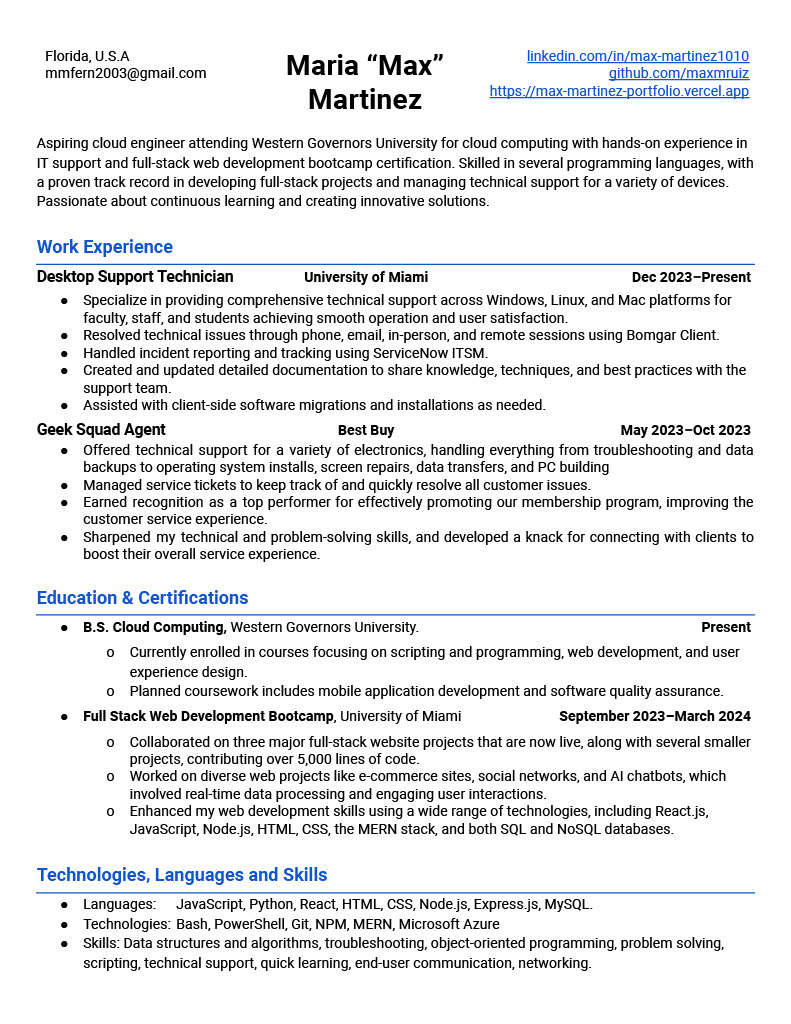 Florida, U.S.A
mmfern2003@gmail.com
Maria “Max”
Martinez
linkedin.com/in/max-martinez1010
github.com/maxmruiz
https://max-martinez-portfolio.vercel.app
Aspiring cloud engineer attending Western Governors University for cloud computing with hands-on experience in
IT support and full-stack web development bootcamp certification. Skilled in several programming languages, with
a proven track record in developing full-stack projects and managing technical support for a variety of devices.
Passionate about continuous learning and creating innovative solutions.
Work Experience
Desktop Support Technician University of Miami Dec 2023–Present
● Specialize in providing comprehensive technical support across Windows, Linux, and Mac platforms for
faculty, staff, and students achieving smooth operation and user satisfaction.
● Resolved technical issues through phone, email, in-person, and remote sessions using Bomgar Client.
● Handled incident reporting and tracking using ServiceNow ITSM.
● Created and updated detailed documentation to share knowledge, techniques, and best practices with the
support team.
● Assisted with client-side software migrations and installations as needed.
Geek Squad Agent Best Buy May 2023–Oct 2023
● Offered technical support for a variety of electronics, handling everything from troubleshooting and data
backups to operating system installs, screen repairs, data transfers, and PC building
● Managed service tickets to keep track of and quickly resolve all customer issues.
● Earned recognition as a top performer for effectively promoting our membership program, improving the
customer service experience.
● Sharpened my technical and problem-solving skills, and developed a knack for connecting with clients to
boost their overall service experience.
Education & Certifications
● B.S. Cloud Computing, Western Governors University. Present
o Currently enrolled in courses focusing on scripting and programming, web development, and user
experience design.
o Planned coursework includes mobile application development and software quality assurance.
● Full Stack Web Development Bootcamp, University of Miami September 2023–March 2024
o Collaborated on three major full-stack website projects that are now live, along with several smaller
projects, contributing over 5,000 lines of code.
o Worked on diverse web projects like e-commerce sites, social networks, and AI chatbots, which
involved real-time data processing and engaging user interactions.
o Enhanced my web development skills using a wide range of technologies, including React.js,
JavaScript, Node.js, HTML, CSS, the MERN stack, and both SQL and NoSQL databases.
Technologies, Languages and Skills
● Languages: JavaScript, Python, React, HTML, CSS, Node.js, Express.js, MySQL.
● Technologies: Bash, PowerShell, Git, NPM, MERN, Microsoft Azure
● Skills: Data structures and algorithms, troubleshooting, object-oriented programming, problem solving,
scripting, technical support, quick learning, end-user communication, networking.